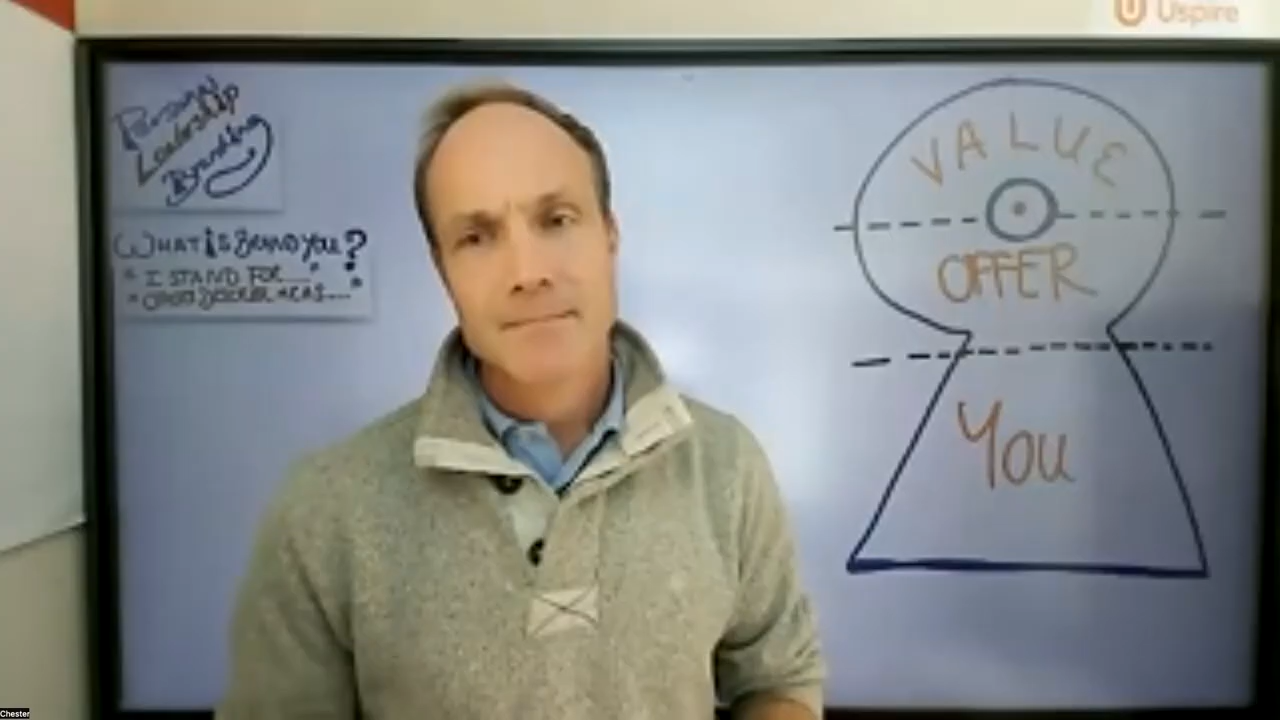 Uspire
Personal
Leadership
Branding
WHAT iS BRAND YOU?
* I STAND FOR....
VALUE
OFFER
You
Chester